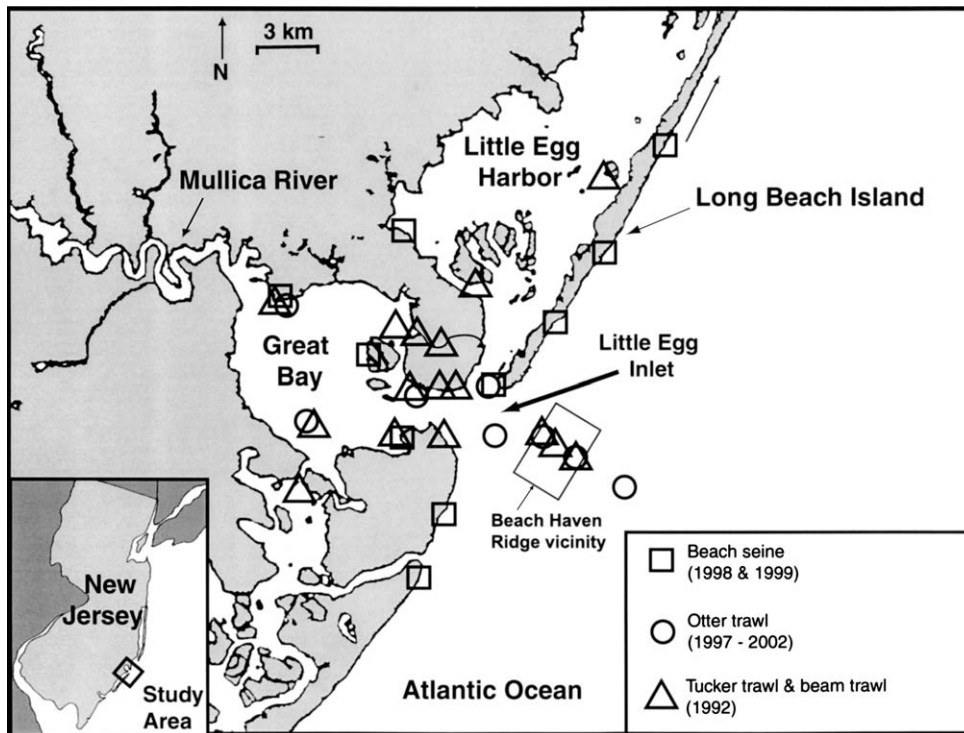 3 km
N
Little Egg
Harbor
Mullica River
Long Beach Island
Great
Bay
Little Egg
Inlet
Beach Haven
Ridge vicinity
New
Jersey
Study
Area
Atlantic Ocean
Beach seine
(1998 & 1999)
Otter trawl
(1997 - 2002)
Tucker trawl & beam trawl
(1992)